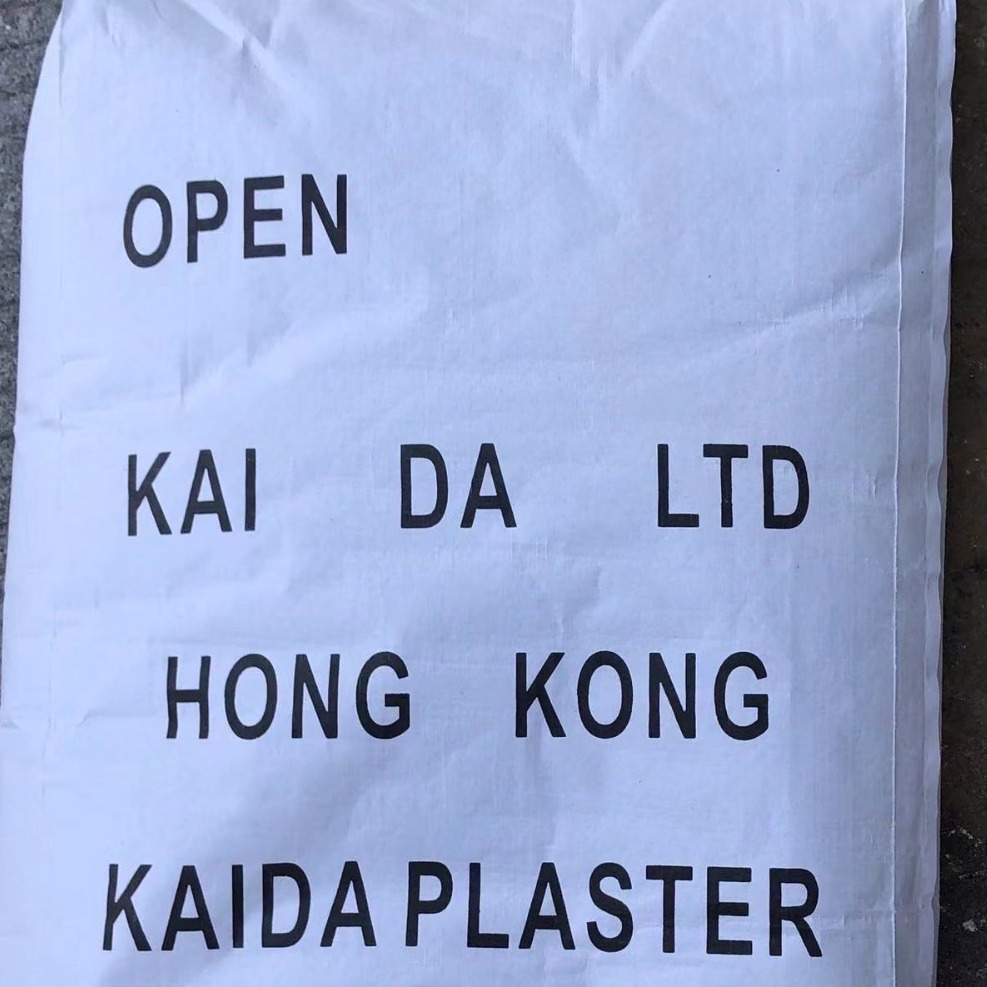 OPEN
KAI DA LTD
HONG KONG
KAIDA PLASTER